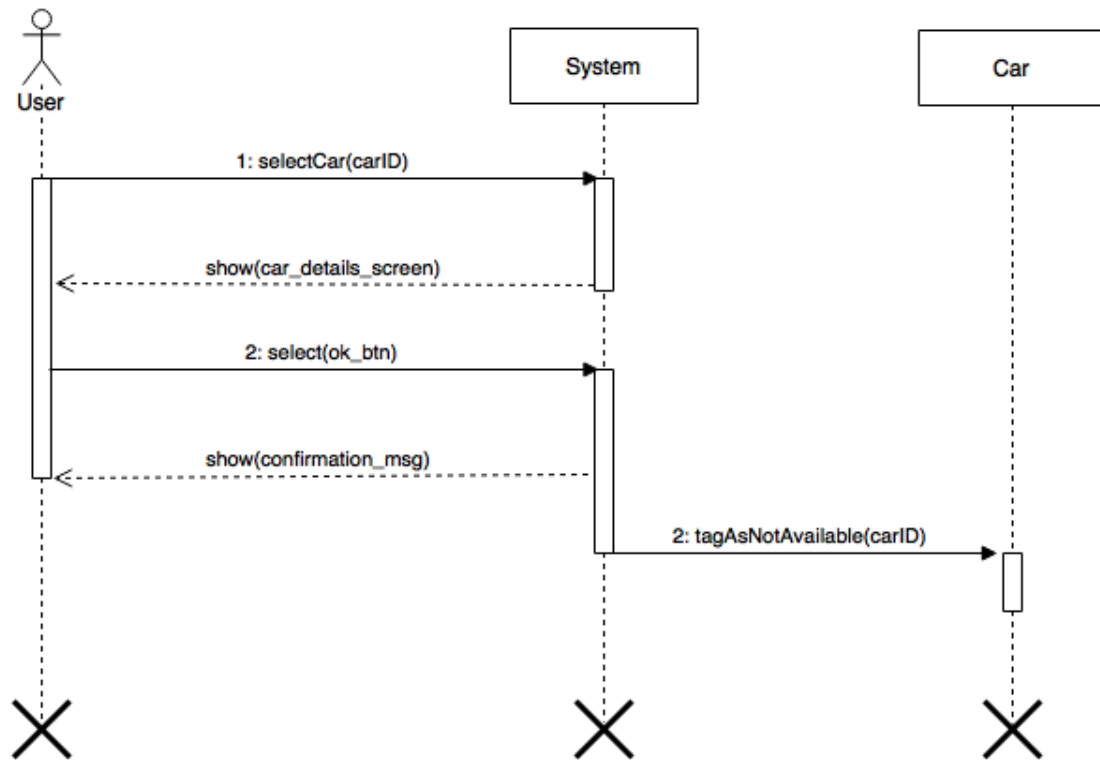 User
System
Car
1: selectCar(carID)
show(car_details_screen)
2: select(ok_btn)
show(confirmation_msg)
2: tagAsNotAvailable(carID)